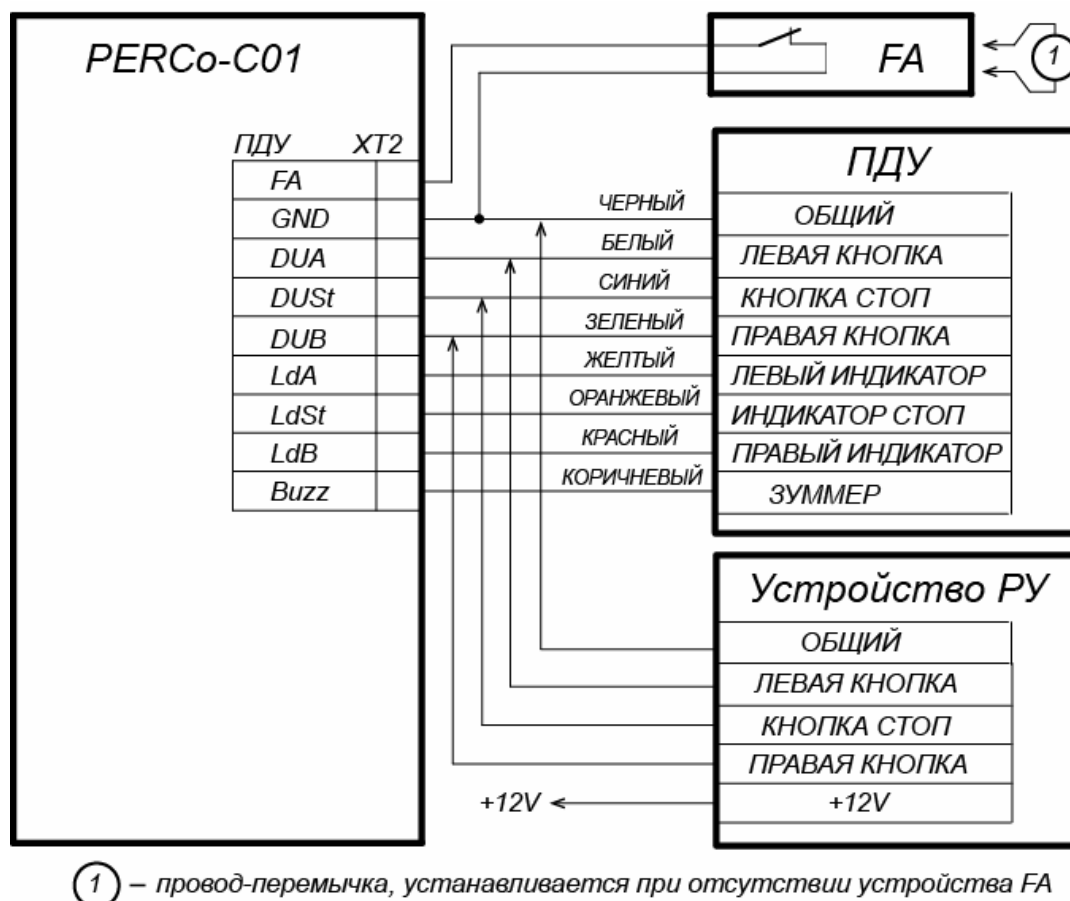 PERCo-C01
FA
1
ПДУ XT2
FA
GND
DUA
DUSt
DUB
LdA
LdSt
LdB
Buzz
ЧЕРНЫЙ
БЕЛЫЙ
СИНИЙ
ЗЕЛЕНЫЙ
ЖЕЛТЫЙ
ОРАНЖЕВЫЙ
КРАСНЫЙ
КОРИЧНЕВЫЙ
ПДУ
ОБЩИЙ
ЛЕВАЯ КНОПКА
КНОПКА СТОП
ПРАВАЯ КНОПКА
ЛЕВЫЙ ИНДИКАТОР
ИНДИКАТОР СТОП
ПРАВЫЙ ИНДИКАТОР
ЗУММЕР
Устройство РУ
ОБЩИЙ
ЛЕВАЯ КНОПКА
КНОПКА СТОП
ПРАВАЯ КНОПКА
+12V +12V
1 – провод-перемычка, устанавливается при отсутствии устройства FA